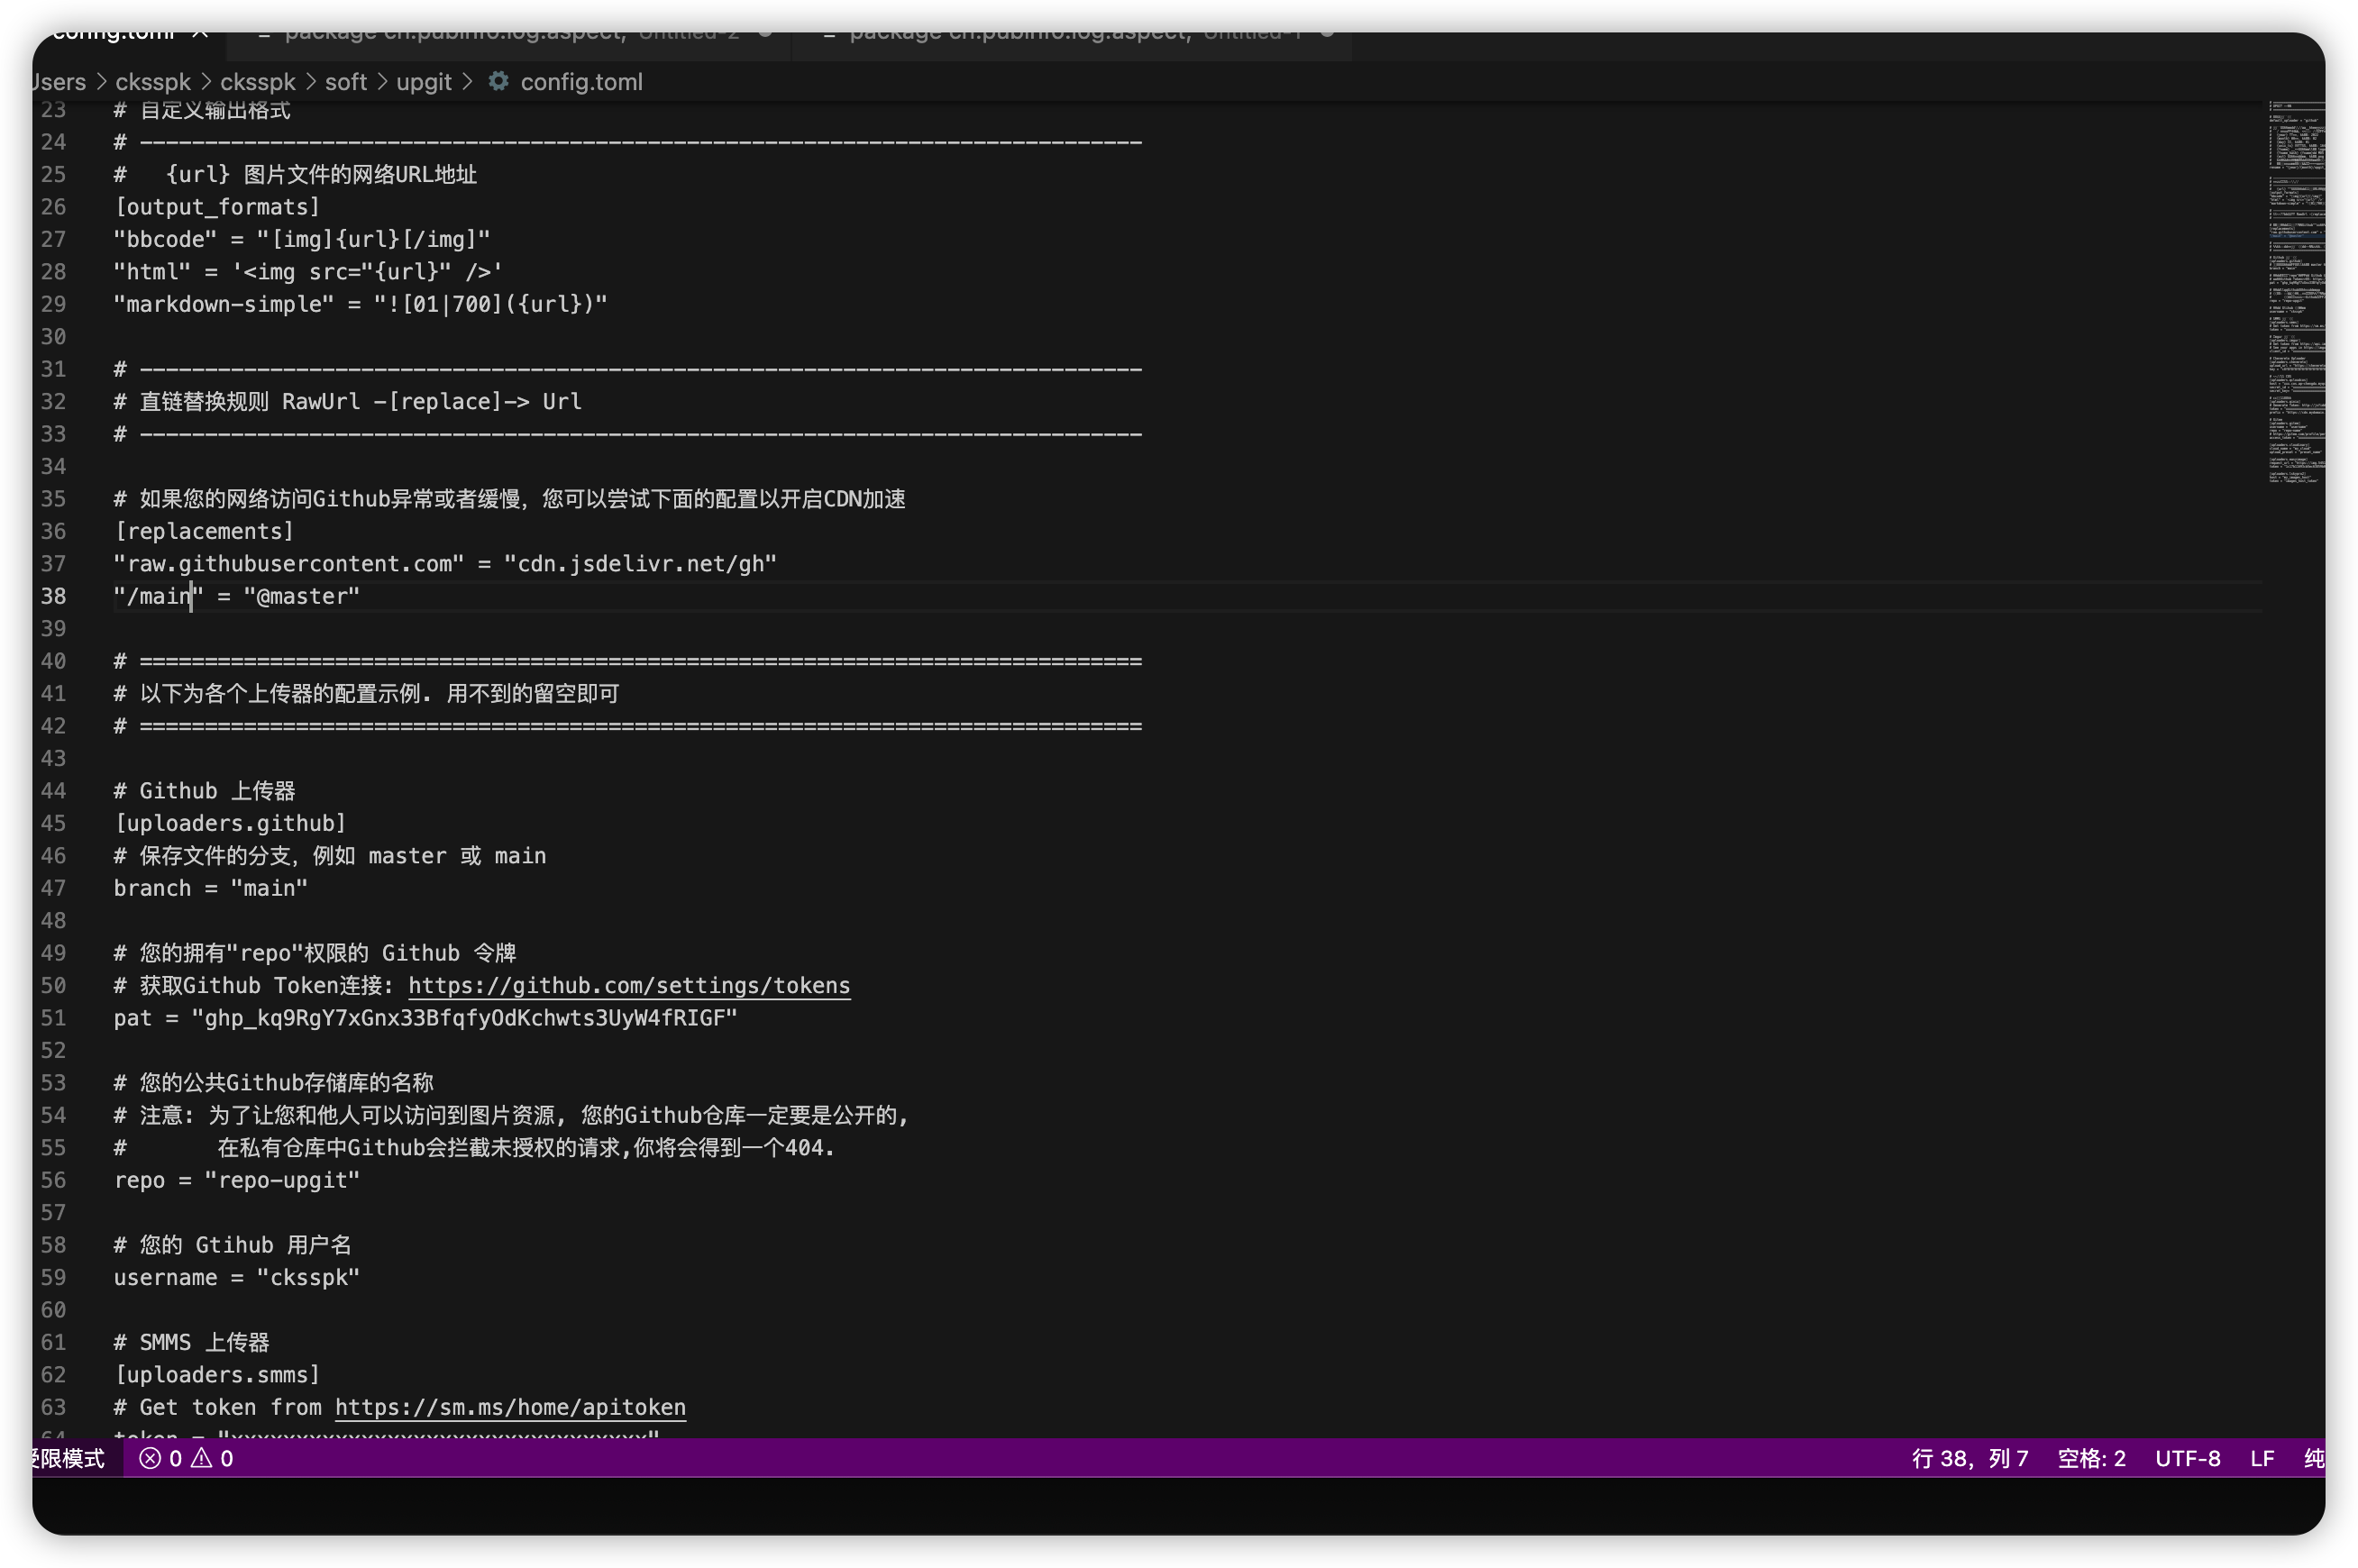 config.toml ×
package cn.pubinfo.log.aspect; Untitled-2
package cn.pubinfo.log.aspect; Untitled-1
Users > cksspk > cksspk > soft > upgit > config.toml
23 # 自定义输出格式
24 # -----------------------------------------------------------------------------
25 #   {url} 图片文件的网络URL地址
26 [output_formats]
27 "bbcode" = "[img]{url}[/img]"
28 "html" = '<img src="{url}" />'
29 "markdown-simple" = "![01|700]({url})"
30
31 # -----------------------------------------------------------------------------
32 # 直链替换规则 RawUrl -[replace]-> Url
33 # -----------------------------------------------------------------------------
34
35 # 如果您的网络访问Github异常或者缓慢，您可以尝试下面的配置以开启CDN加速
36 [replacements]
37 "raw.githubusercontent.com" = "cdn.jsdelivr.net/gh"
38 "/main" = "@master"
39
40 # =============================================================================
41 # 以下为各个上传器的配置示例. 用不到的留空即可
42 # =============================================================================
43
44 # Github 上传器
45 [uploaders.github]
46 # 保存文件的分支，例如 master 或 main
47 branch = "main"
48
49 # 您的拥有"repo"权限的 Github 令牌
50 # 获取Github Token连接: https://github.com/settings/tokens
51 pat = "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"
52
53 # 您的公共Github存储库的名称
54 # 注意: 为了让您和他人可以访问到图片资源, 您的Github仓库一定要是公开的,
55 #       在私有仓库中Github会拦截未授权的请求,你将会得到一个404.
56 repo = "repo-upgit"
57
58 # 您的 Gtihub 用户名
59 username = "cksspk"
60
61 # SMMS 上传器
62 [uploaders.smms]
63 # Get token from https://sm.ms/home/apitoken
64 token = "xxxxxxxxxxxxxxxxxxxxxxxxxxxxxxxx"
受限模式 0 0 行 38，列 7 空格: 2 UTF-8 LF 纯